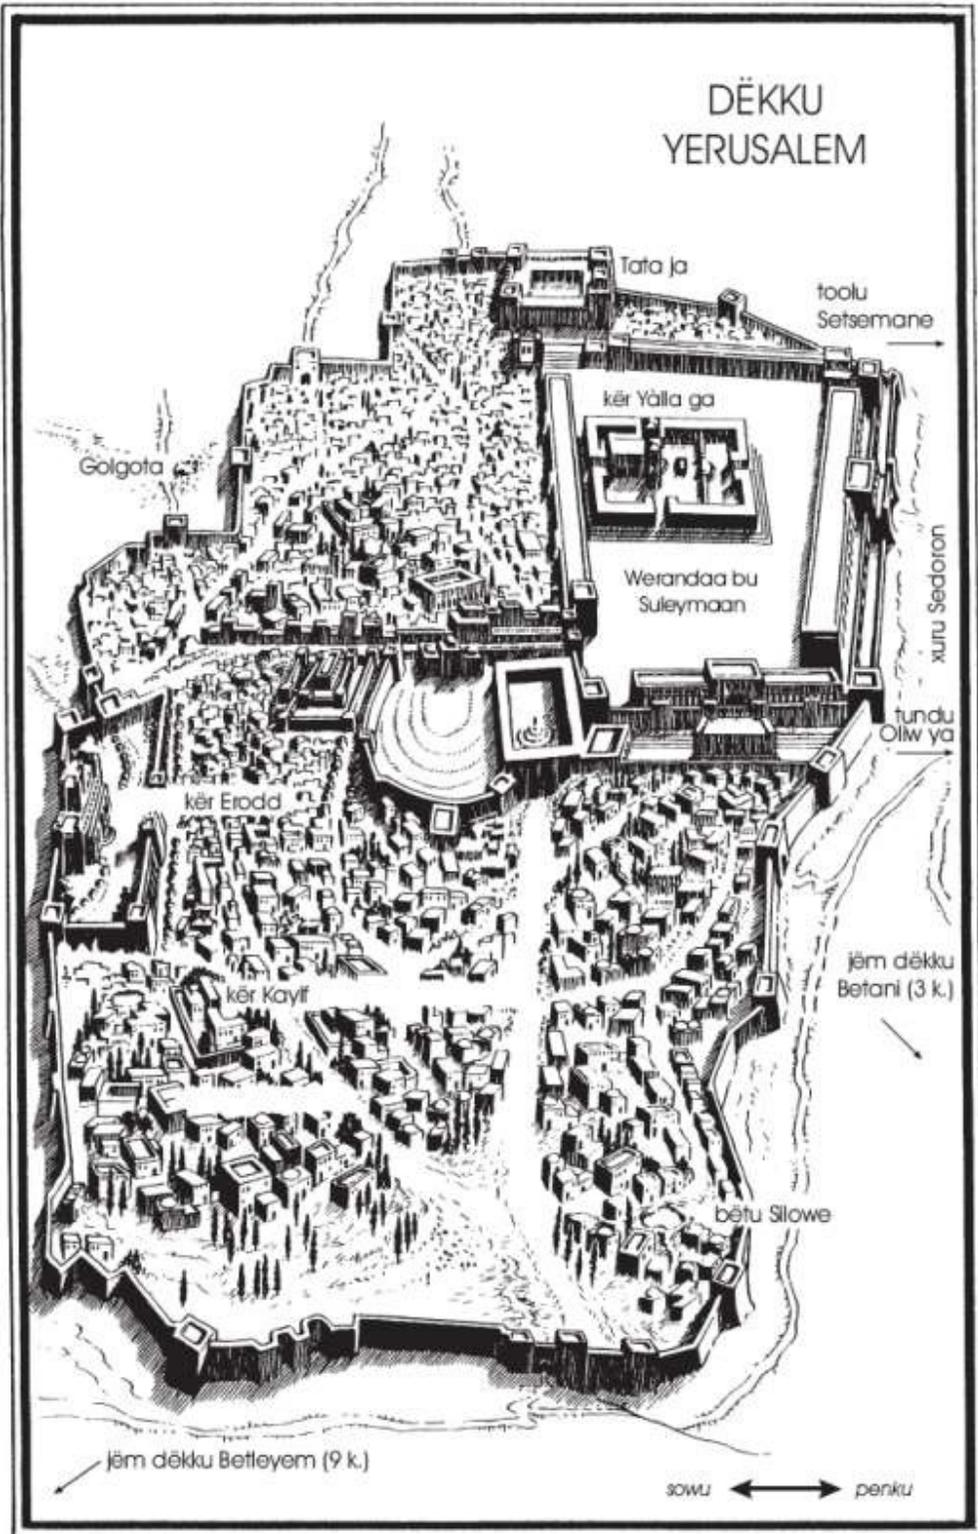 DËKKU
YERUSALEM
Tata ja
toolu
Setsemane
kër Yàlla ga
Golgota
Werandaa bu
Suleymaan
xuru Sedoron
tundu
Oliw ya
kër Erodd
jëm dëkku
Betani (3 k.)
kër Kayif
bëtu Silowe
jëm dëkku Betleyem (9 k.)
sowu
penku